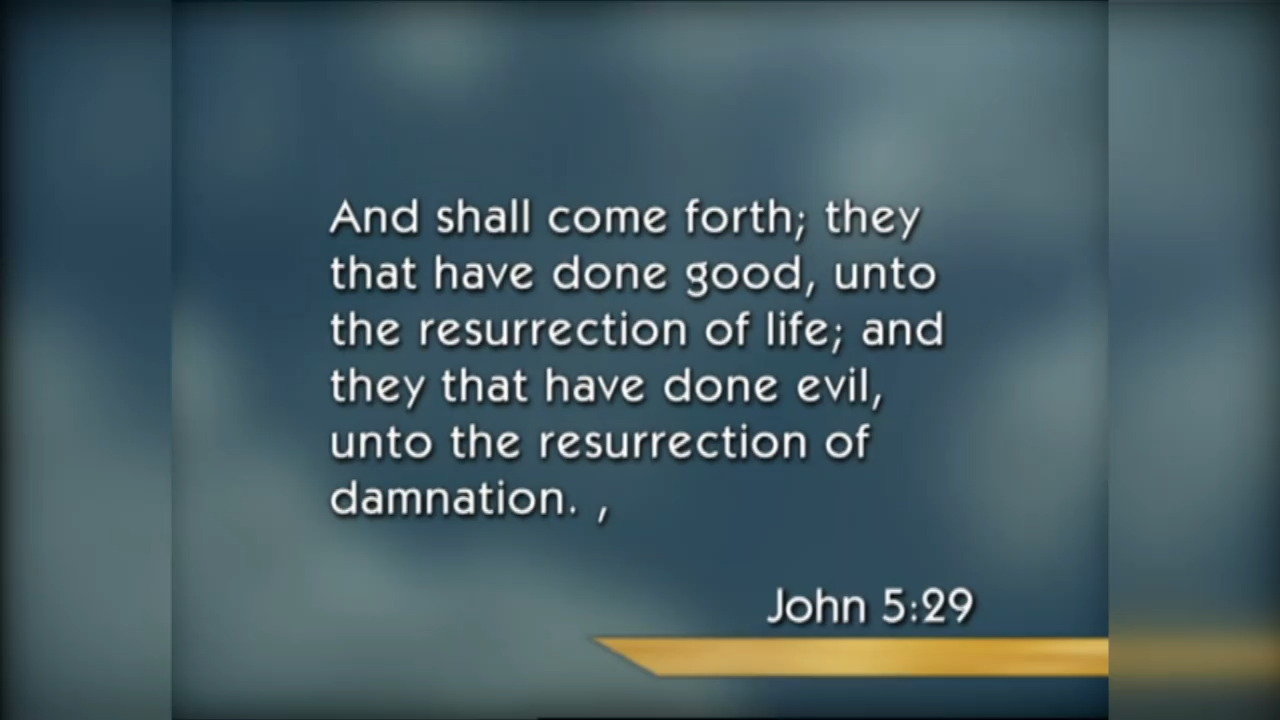 And shall come forth; they
that have done good, unto
the resurrection of life; and
they that have done evil,
unto the resurrection of
damnation. ,
John 5:29